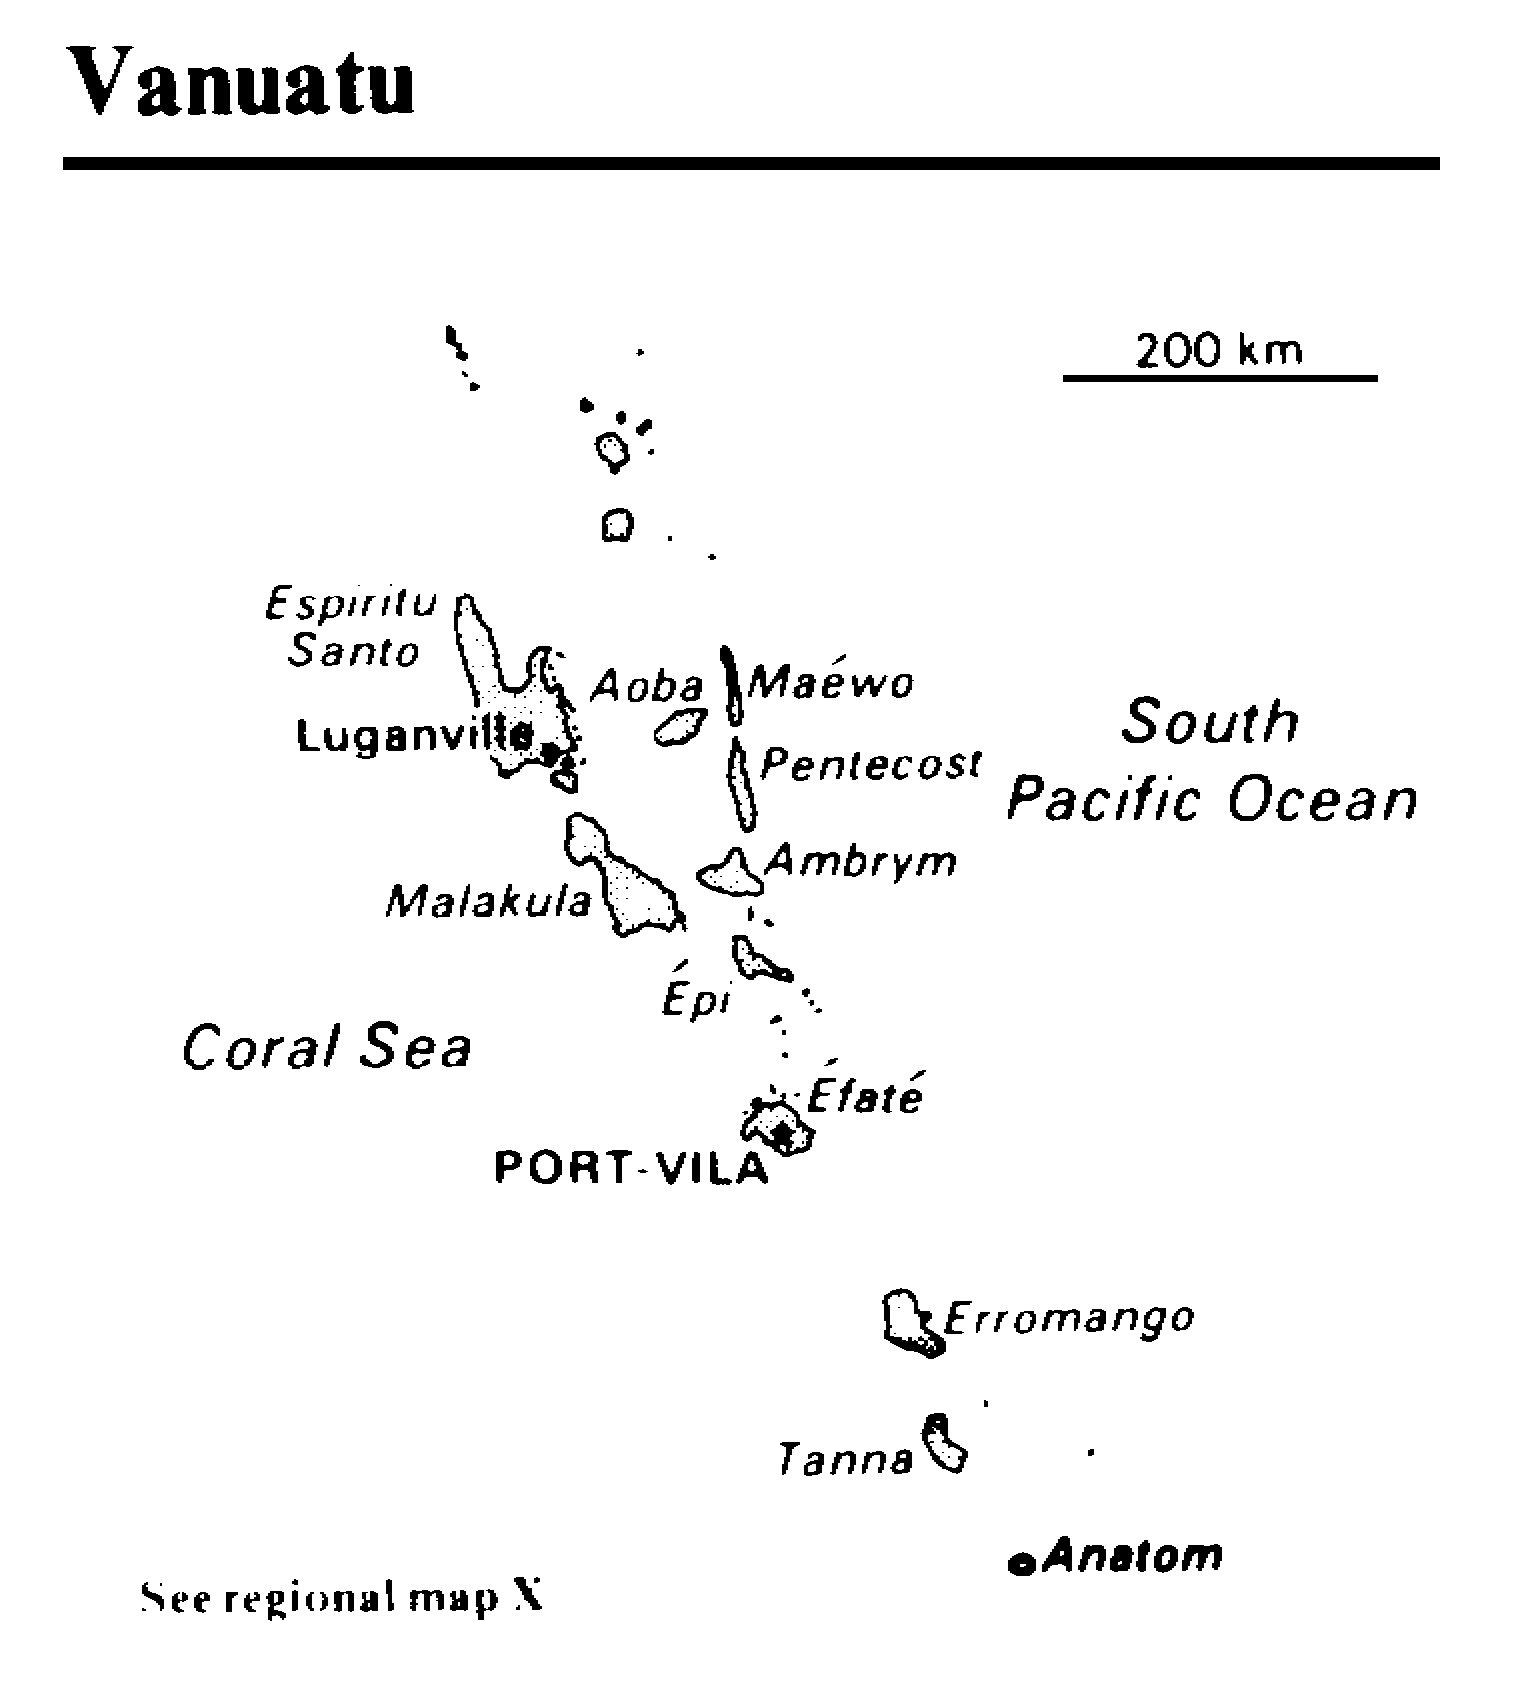 Vanuatu
200 km
Espiritu
Santo
Aoba
Maéwo
Luganville
South
Pacific Ocean
Pentecost
Ambrym
Malakula
Épi
Coral Sea
Éfaté
PORT-VILA
Erromango
Tanna
Anatom
See regional map X